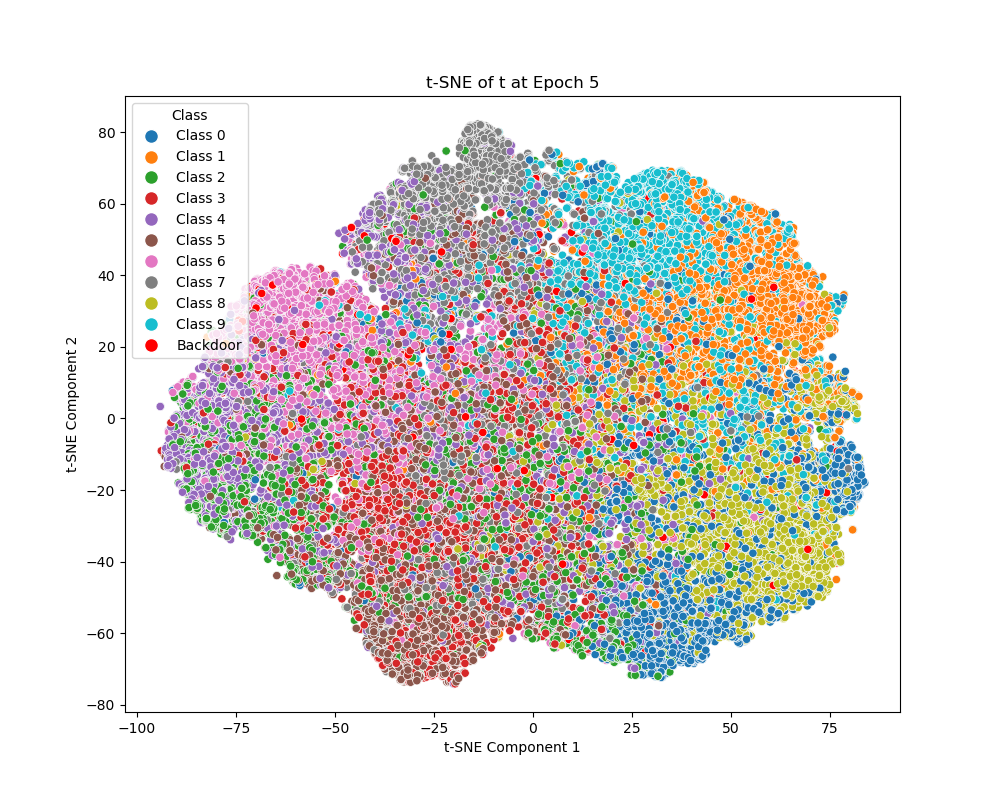 t-SNE of t at Epoch 5
Class
Class 0
Class 1
Class 2
Class 3
Class 4
Class 5
Class 6
Class 7
Class 8
Class 9
Backdoor
80
60
40
20
0
−20
−40
−60
−80
t-SNE Component 2
−100
−75
−50
−25
0
25
50
75
t-SNE Component 1